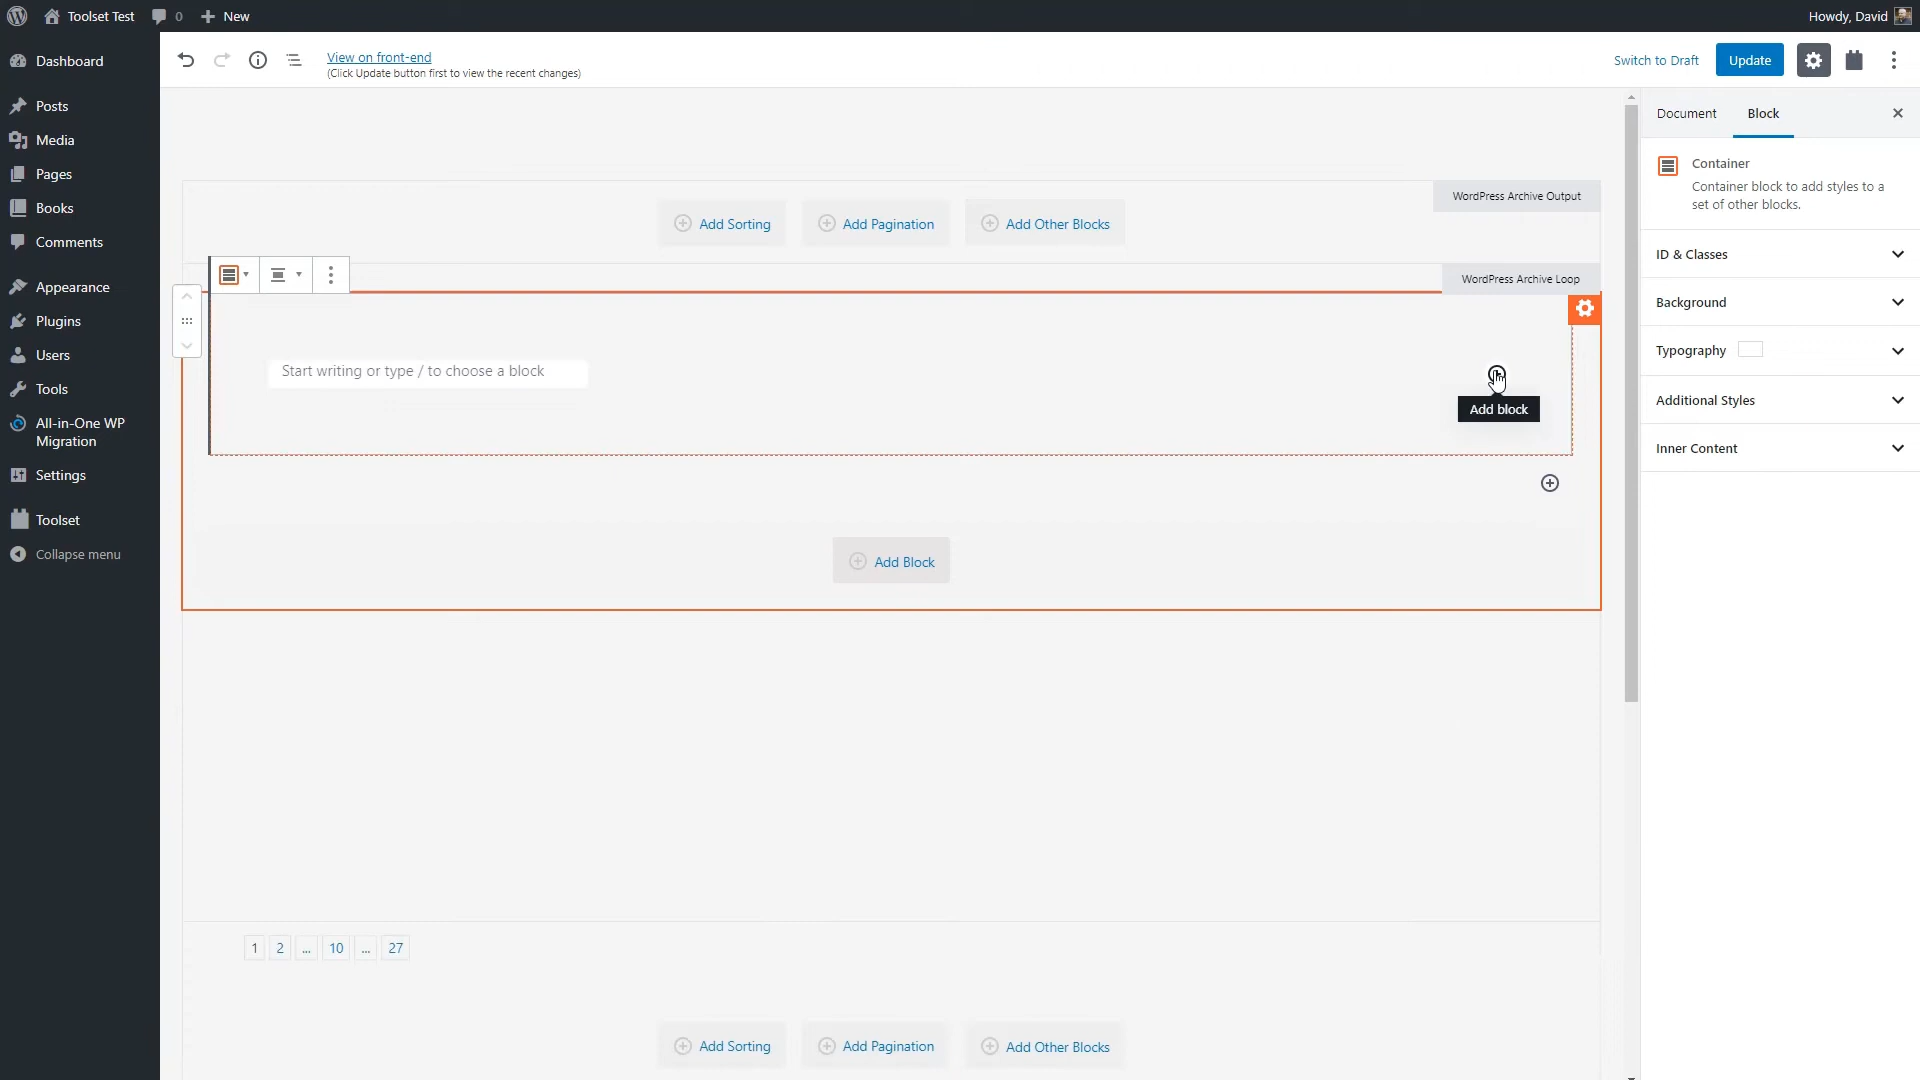 Toolset Test
0
New
Howdy, David
Dashboard
Posts
Media
Pages
Books
Comments
Appearance
Plugins
Users
Tools
All-in-One WP
Migration
Settings
Toolset
Collapse menu
View on front-end
(Click Update button first to view the recent changes)
Switch to Draft
Update
WordPress Archive Output
Add Sorting
Add Pagination
Add Other Blocks
WordPress Archive Loop
Start writing or type / to choose a block
Add block
Add Block
1
2
...
10
...
27
Add Sorting
Add Pagination
Add Other Blocks
Document
Block
Container
Container block to add styles to a
set of other blocks.
ID & Classes
Background
Typography
Additional Styles
Inner Content